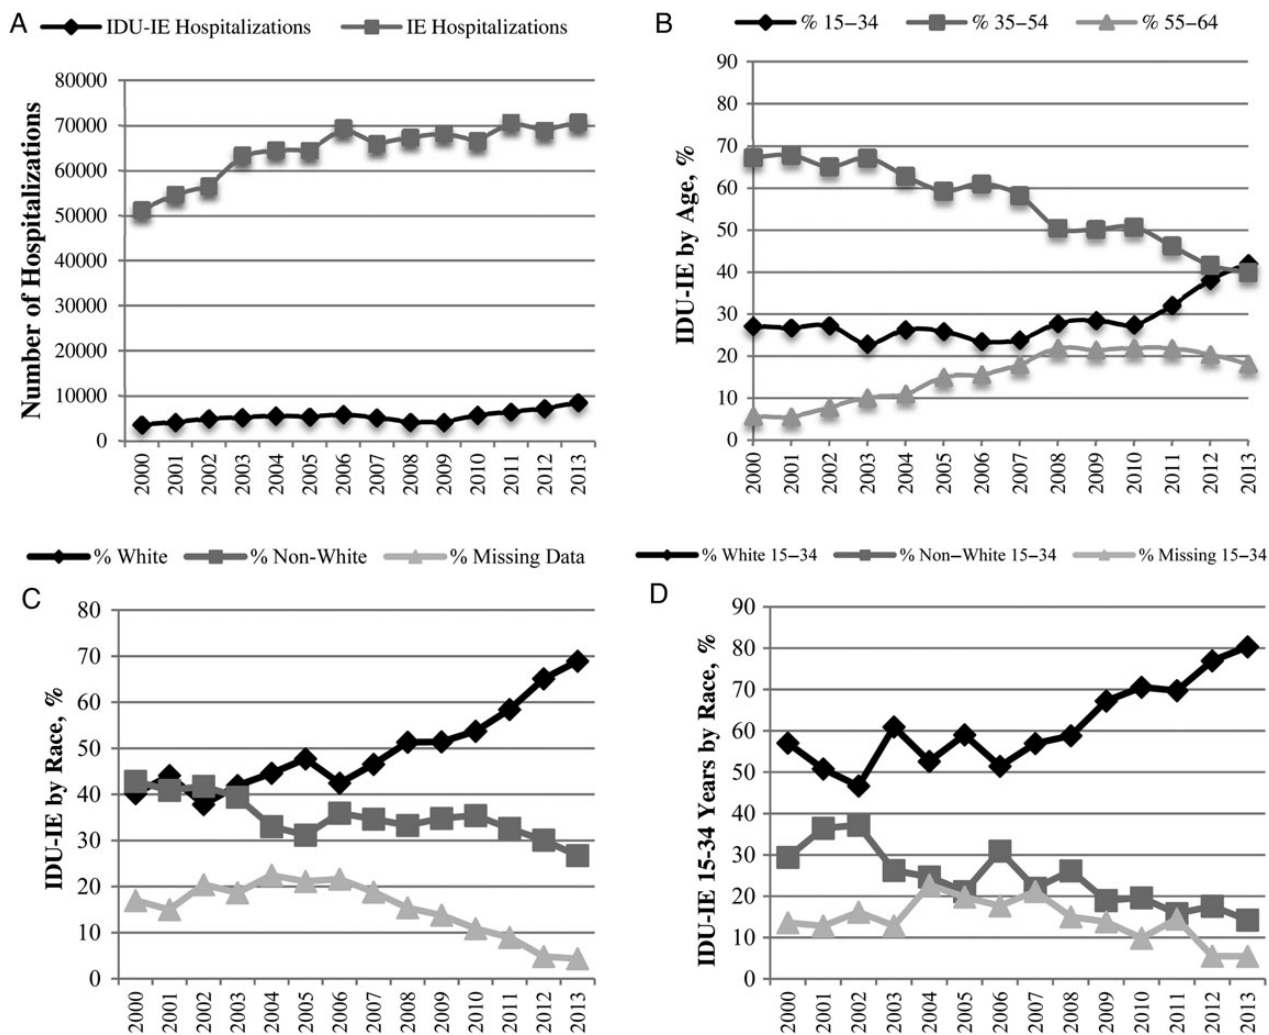 A
IDU-IE Hospitalizations IE Hospitalizations
Number of Hospitalizations
80000
70000
60000
50000
40000
30000
20000
10000
0
2000 2001 2002 2003 2004 2005 2006 2007 2008 2009 2010 2011 2012 2013
B
% 15–34 % 35–54 % 55–64
IDU-IE by Age, %
90
80
70
60
50
40
30
20
10
0
2000 2001 2002 2003 2004 2005 2006 2007 2008 2009 2010 2011 2012 2013
% White % Non-White % Missing Data
C
IDU-IE by Race, %
80
70
60
50
40
30
20
10
0
2000 2001 2002 2003 2004 2005 2006 2007 2008 2009 2010 2011 2012 2013
% White 15–34 % Non–White 15–34 % Missing 15–34
D
IDU-IE 15-34 Years by Race, %
90
80
70
60
50
40
30
20
10
0
2000 2001 2002 2003 2004 2005 2006 2007 2008 2009 2010 2011 2012 2013